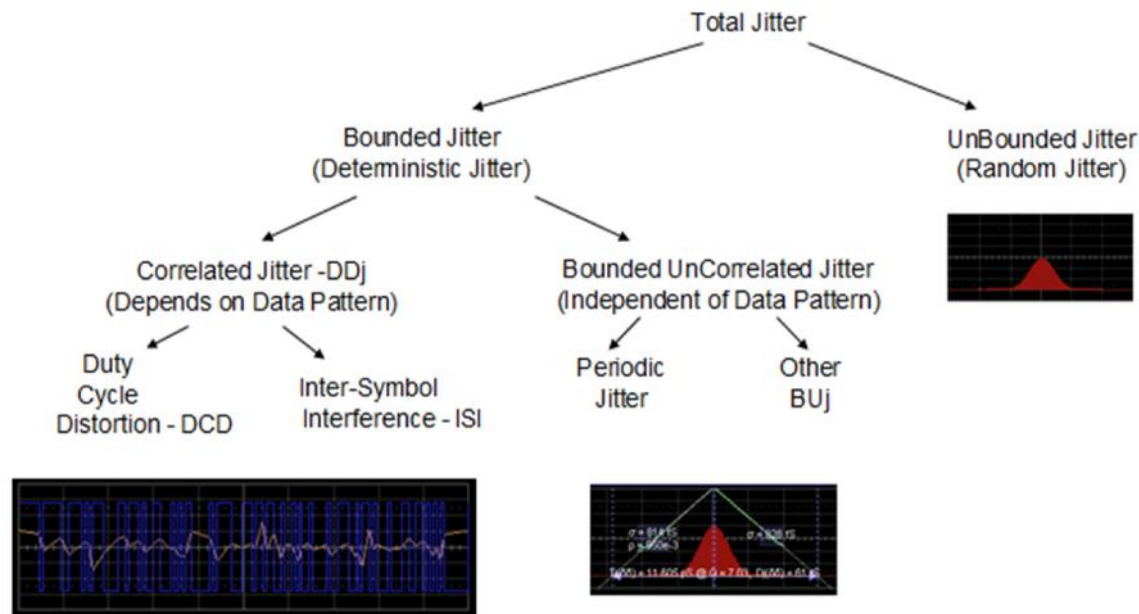 Total Jitter
Bounded Jitter
(Deterministic Jitter)
UnBounded Jitter
(Random Jitter)
Correlated Jitter -DDj
(Depends on Data Pattern)
Bounded UnCorrelated Jitter
(Independent of Data Pattern)
Duty
Cycle
Distortion - DCD
Inter-Symbol
Interference - ISI
Periodic
Jitter
Other
BUj